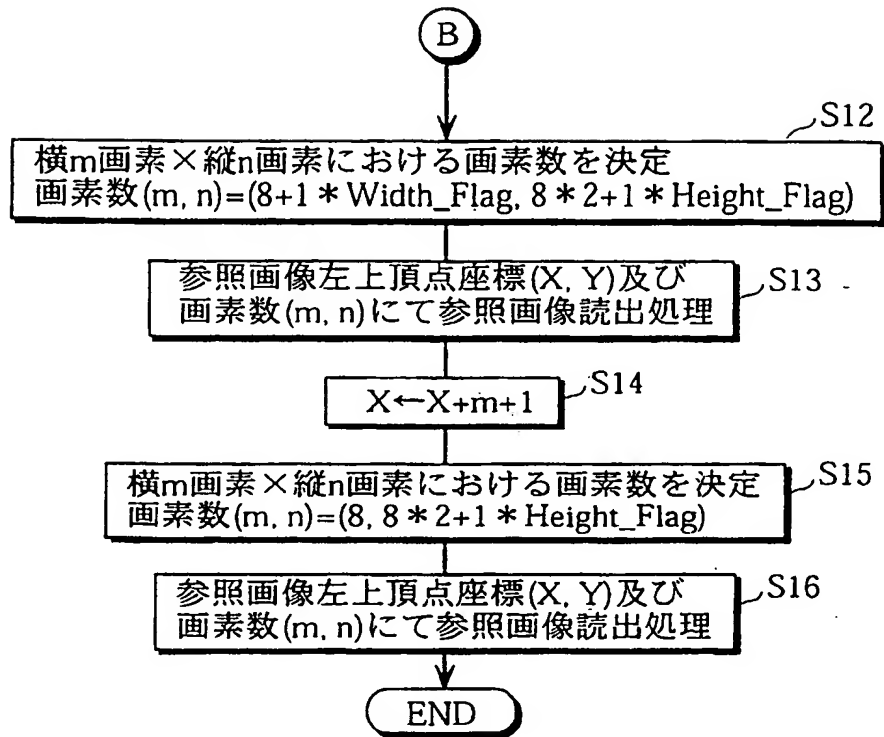 B
S12
横m画素×縦n画素における画素数を決定
画素数(m, n)=(8+1*Width_Flag, 8*2+1*Height_Flag)
S13
参照画像左上頂点座標(X, Y)及び
画素数(m, n)にて参照画像読出処理
S14
X←X+m+1
S15
横m画素×縦n画素における画素数を決定
画素数(m, n)=(8, 8*2+1*Height_Flag)
S16
参照画像左上頂点座標(X, Y)及び
画素数(m, n)にて参照画像読出処理
END